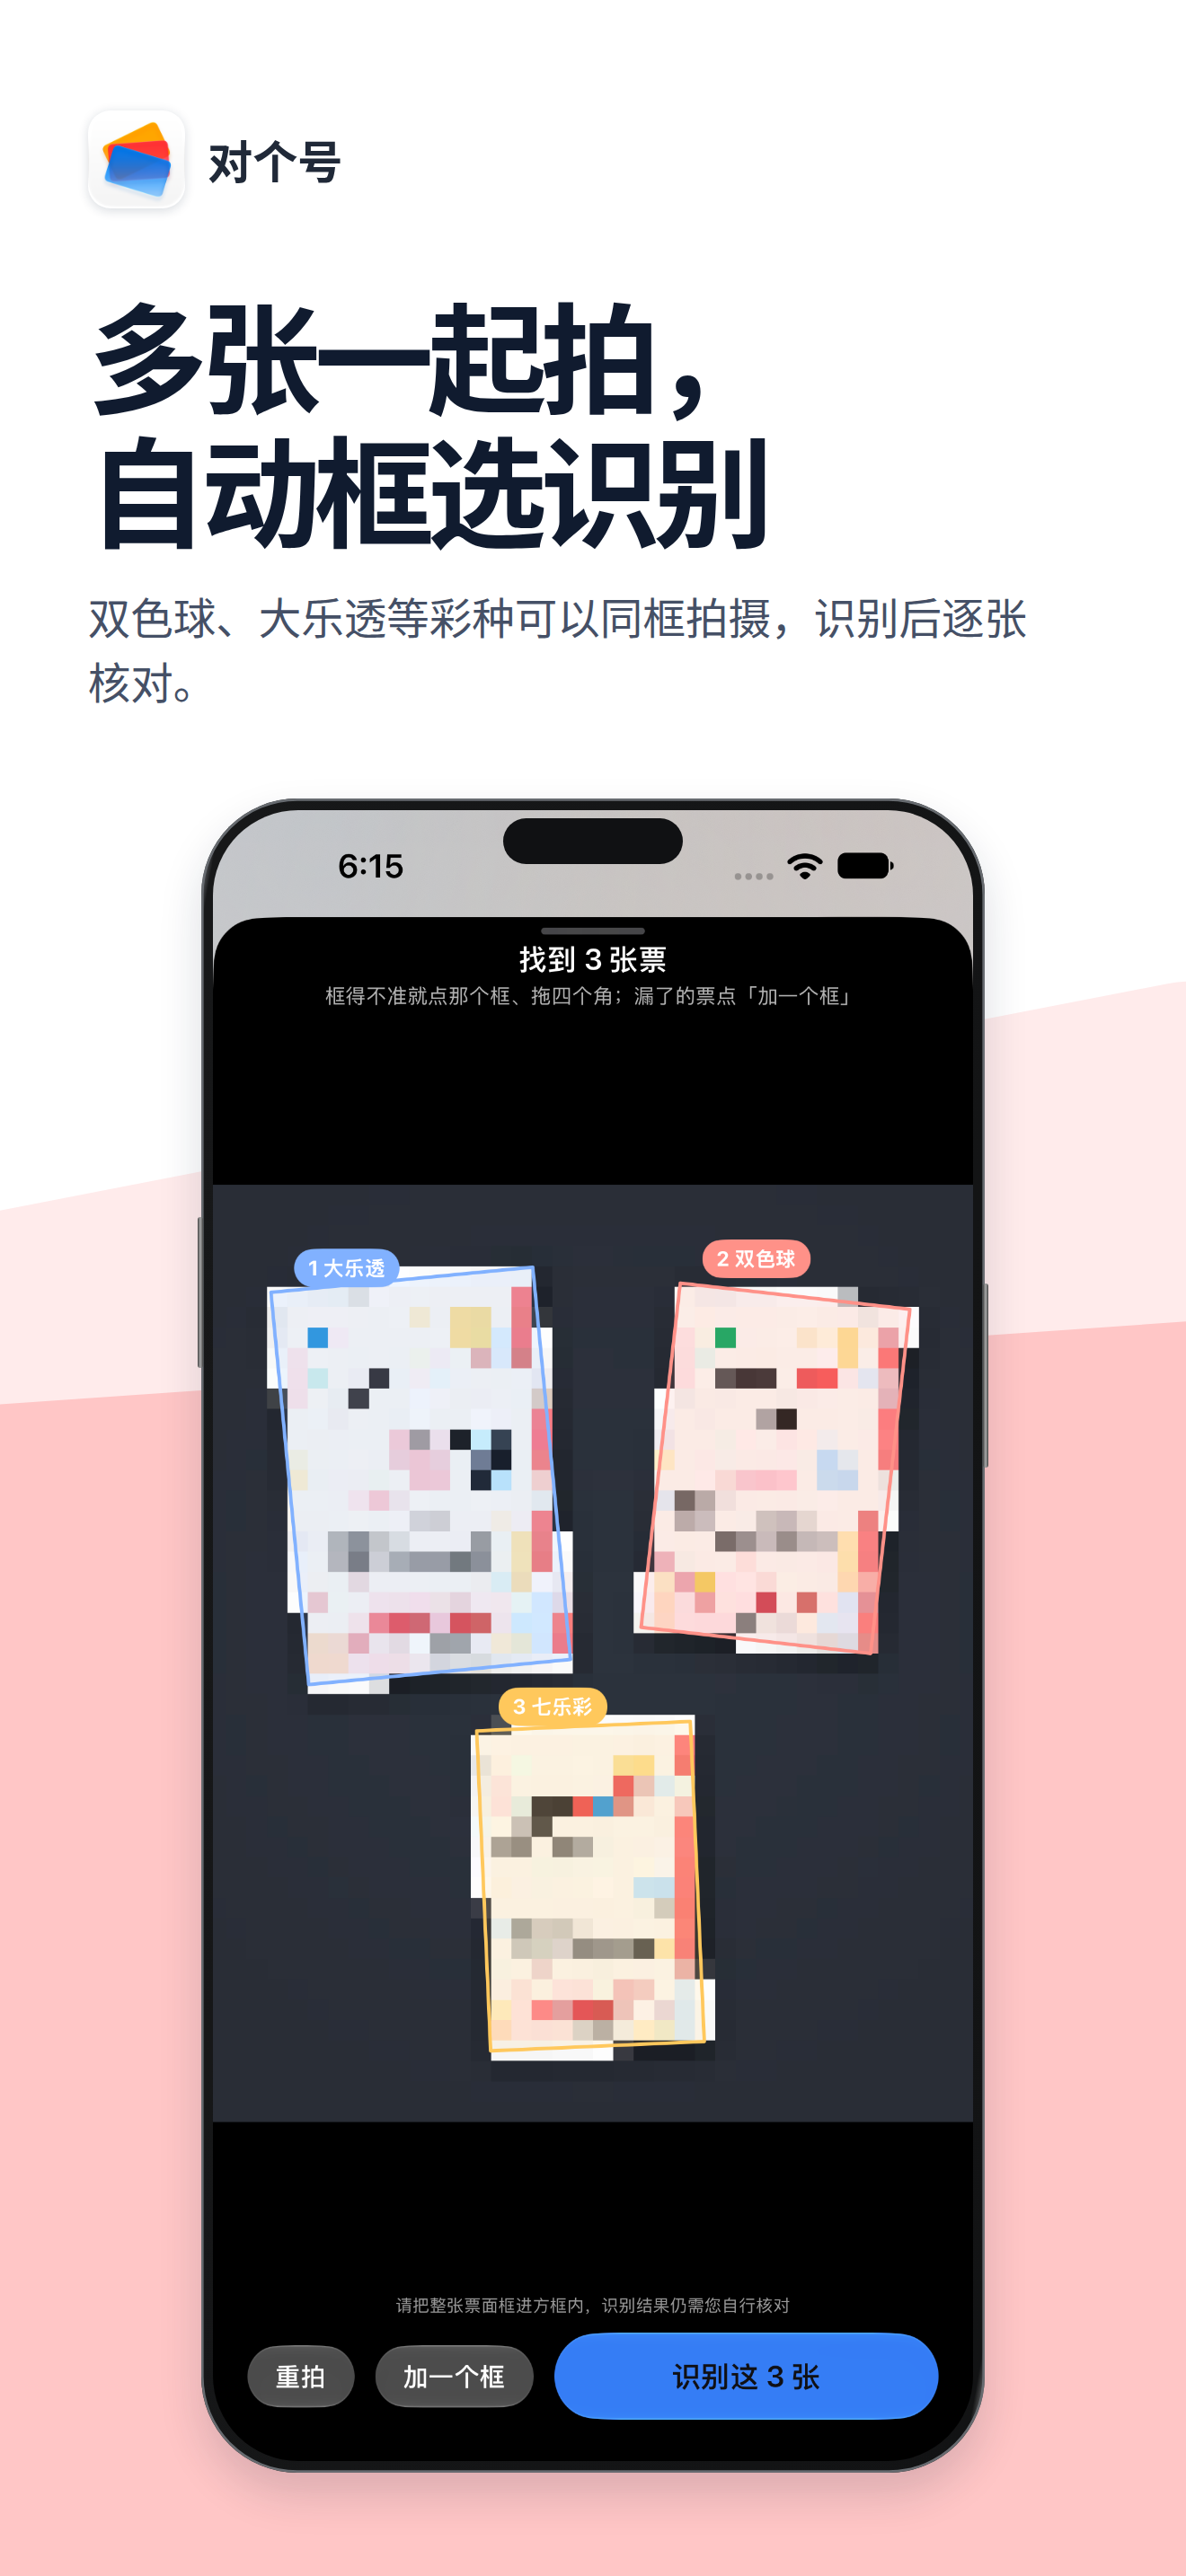 对个号
多张一起拍，
自动框选识别
双色球、大乐透等彩种可以同框拍摄，识别后逐张
核对。
6:15
找到 3 张票
框得不准就点那个框、拖四个角；漏了的票点「加一个框」
1 大乐透
2 双色球
3 七乐彩
请把整张票面框进方框内，识别结果仍需您自行核对
重拍
加一个框
识别这 3 张